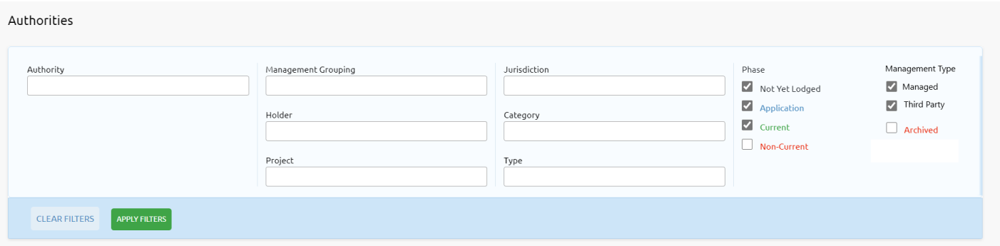 Authorities
Authority
Management Grouping
Holder
Project
Jurisdiction
Category
Type
Phase
Not Yet Lodged
Application
Current
Non-Current
Management Type
Managed
Third Party
Archived
CLEAR FILTERS
APPLY FILTERS